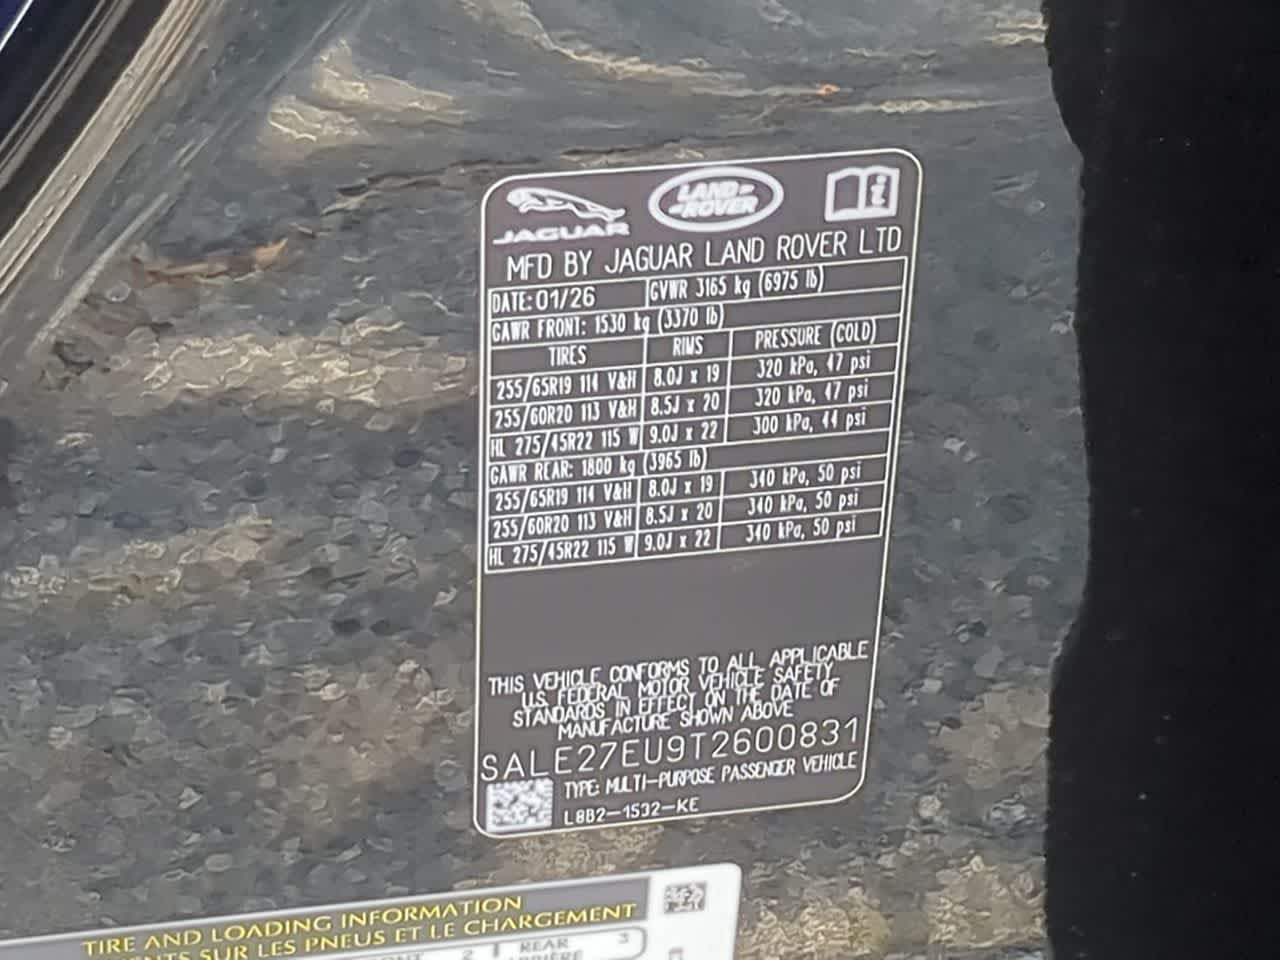 JAGUAR
LAND-
-ROVER
MFD BY JAGUAR LAND ROVER LTD
DATE: 01/26 GVWR 3165 kg (6975 lb)
GAWR FRONT: 1530 kg (3370 lb)
TIRES RIMS PRESSURE (COLD)
255/65R19 114 V&H 8.0J x 19 320 kPa, 47 psi
255/60R20 113 V&H 8.5J x 20 320 kPa, 47 psi
HL 275/45R22 115 W 9.0J x 22 300 kPa, 44 psi
GAWR REAR: 1800 kg (3965 lb)
255/65R19 114 V&H 8.0J x 19 340 kPa, 50 psi
255/60R20 113 V&H 8.5J x 20 340 kPa, 50 psi
HL 275/45R22 115 W 9.0J x 22 340 kPa, 50 psi
THIS VEHICLE CONFORMS TO ALL APPLICABLE
U.S. FEDERAL MOTOR VEHICLE SAFETY
STANDARDS IN EFFECT ON THE DATE OF
MANUFACTURE SHOWN ABOVE
SALE27EU9T2600831
TYPE: MULTI-PURPOSE PASSENGER VEHICLE
L8B2-1532-KE
TIRE AND LOADING INFORMATION
SUR LES PNEUS ET LE CHARGEMENT
2 REAR 3